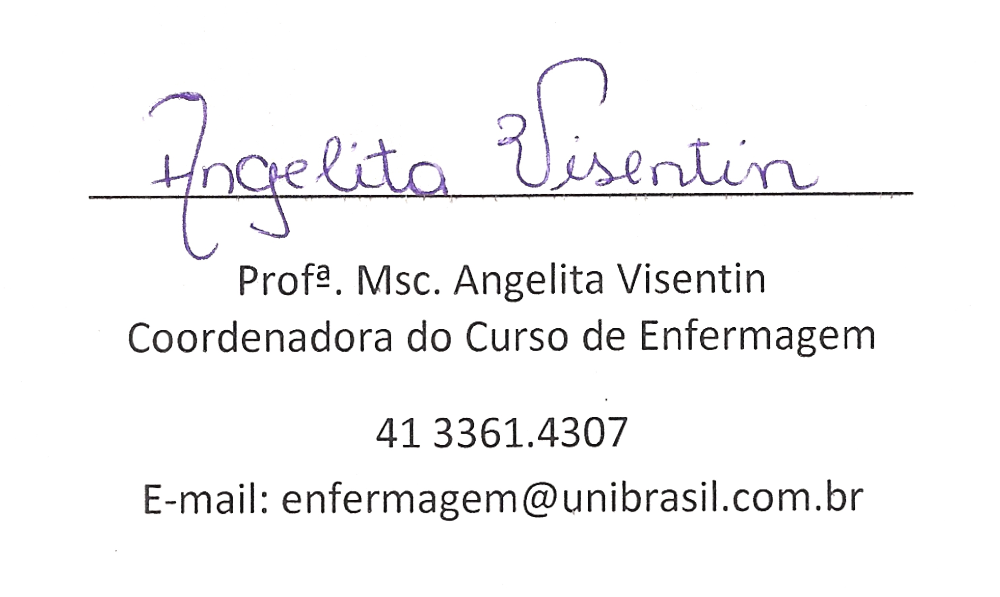 Angelita Visentin
Profª. Msc. Angelita Visentin
Coordenadora do Curso de Enfermagem
41 3361.4307
E-mail: enfermagem@unibrasil.com.br